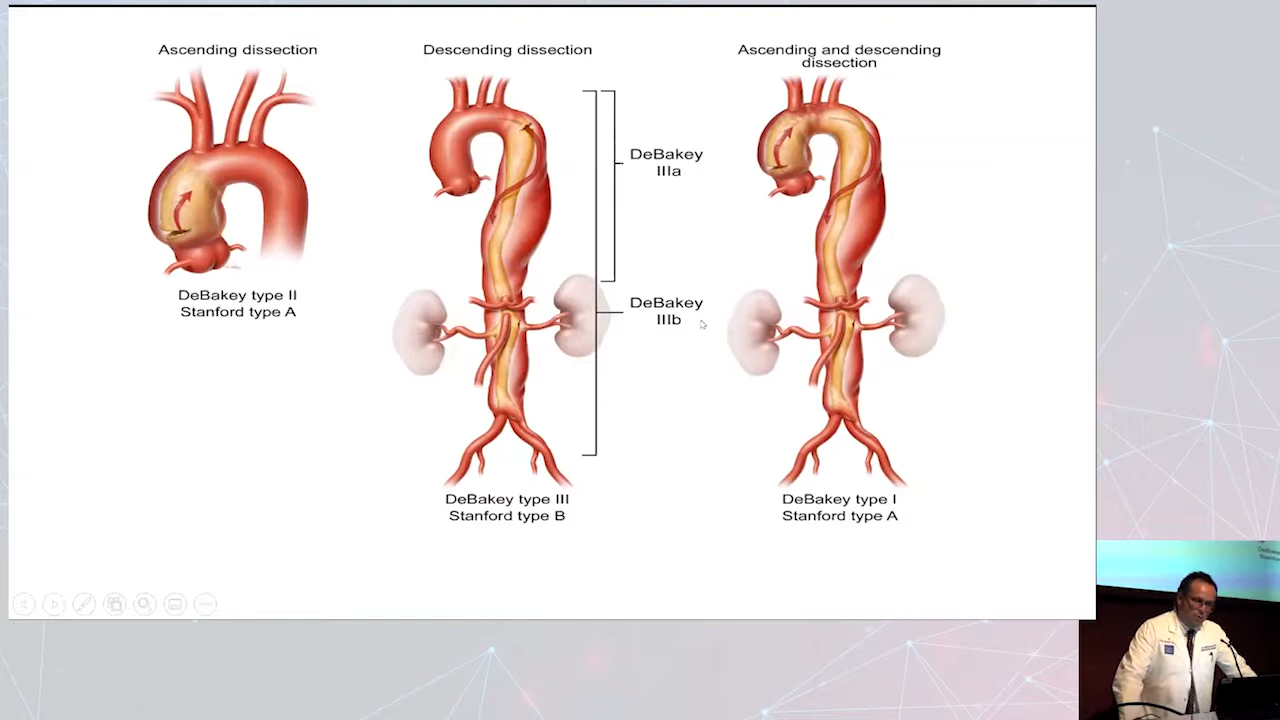 Ascending dissection
DeBakey type II
Stanford type A
Descending dissection
DeBakey
IIIa
DeBakey
IIIb
DeBakey type III
Stanford type B
Ascending and descending
dissection
DeBakey type I
Stanford type A